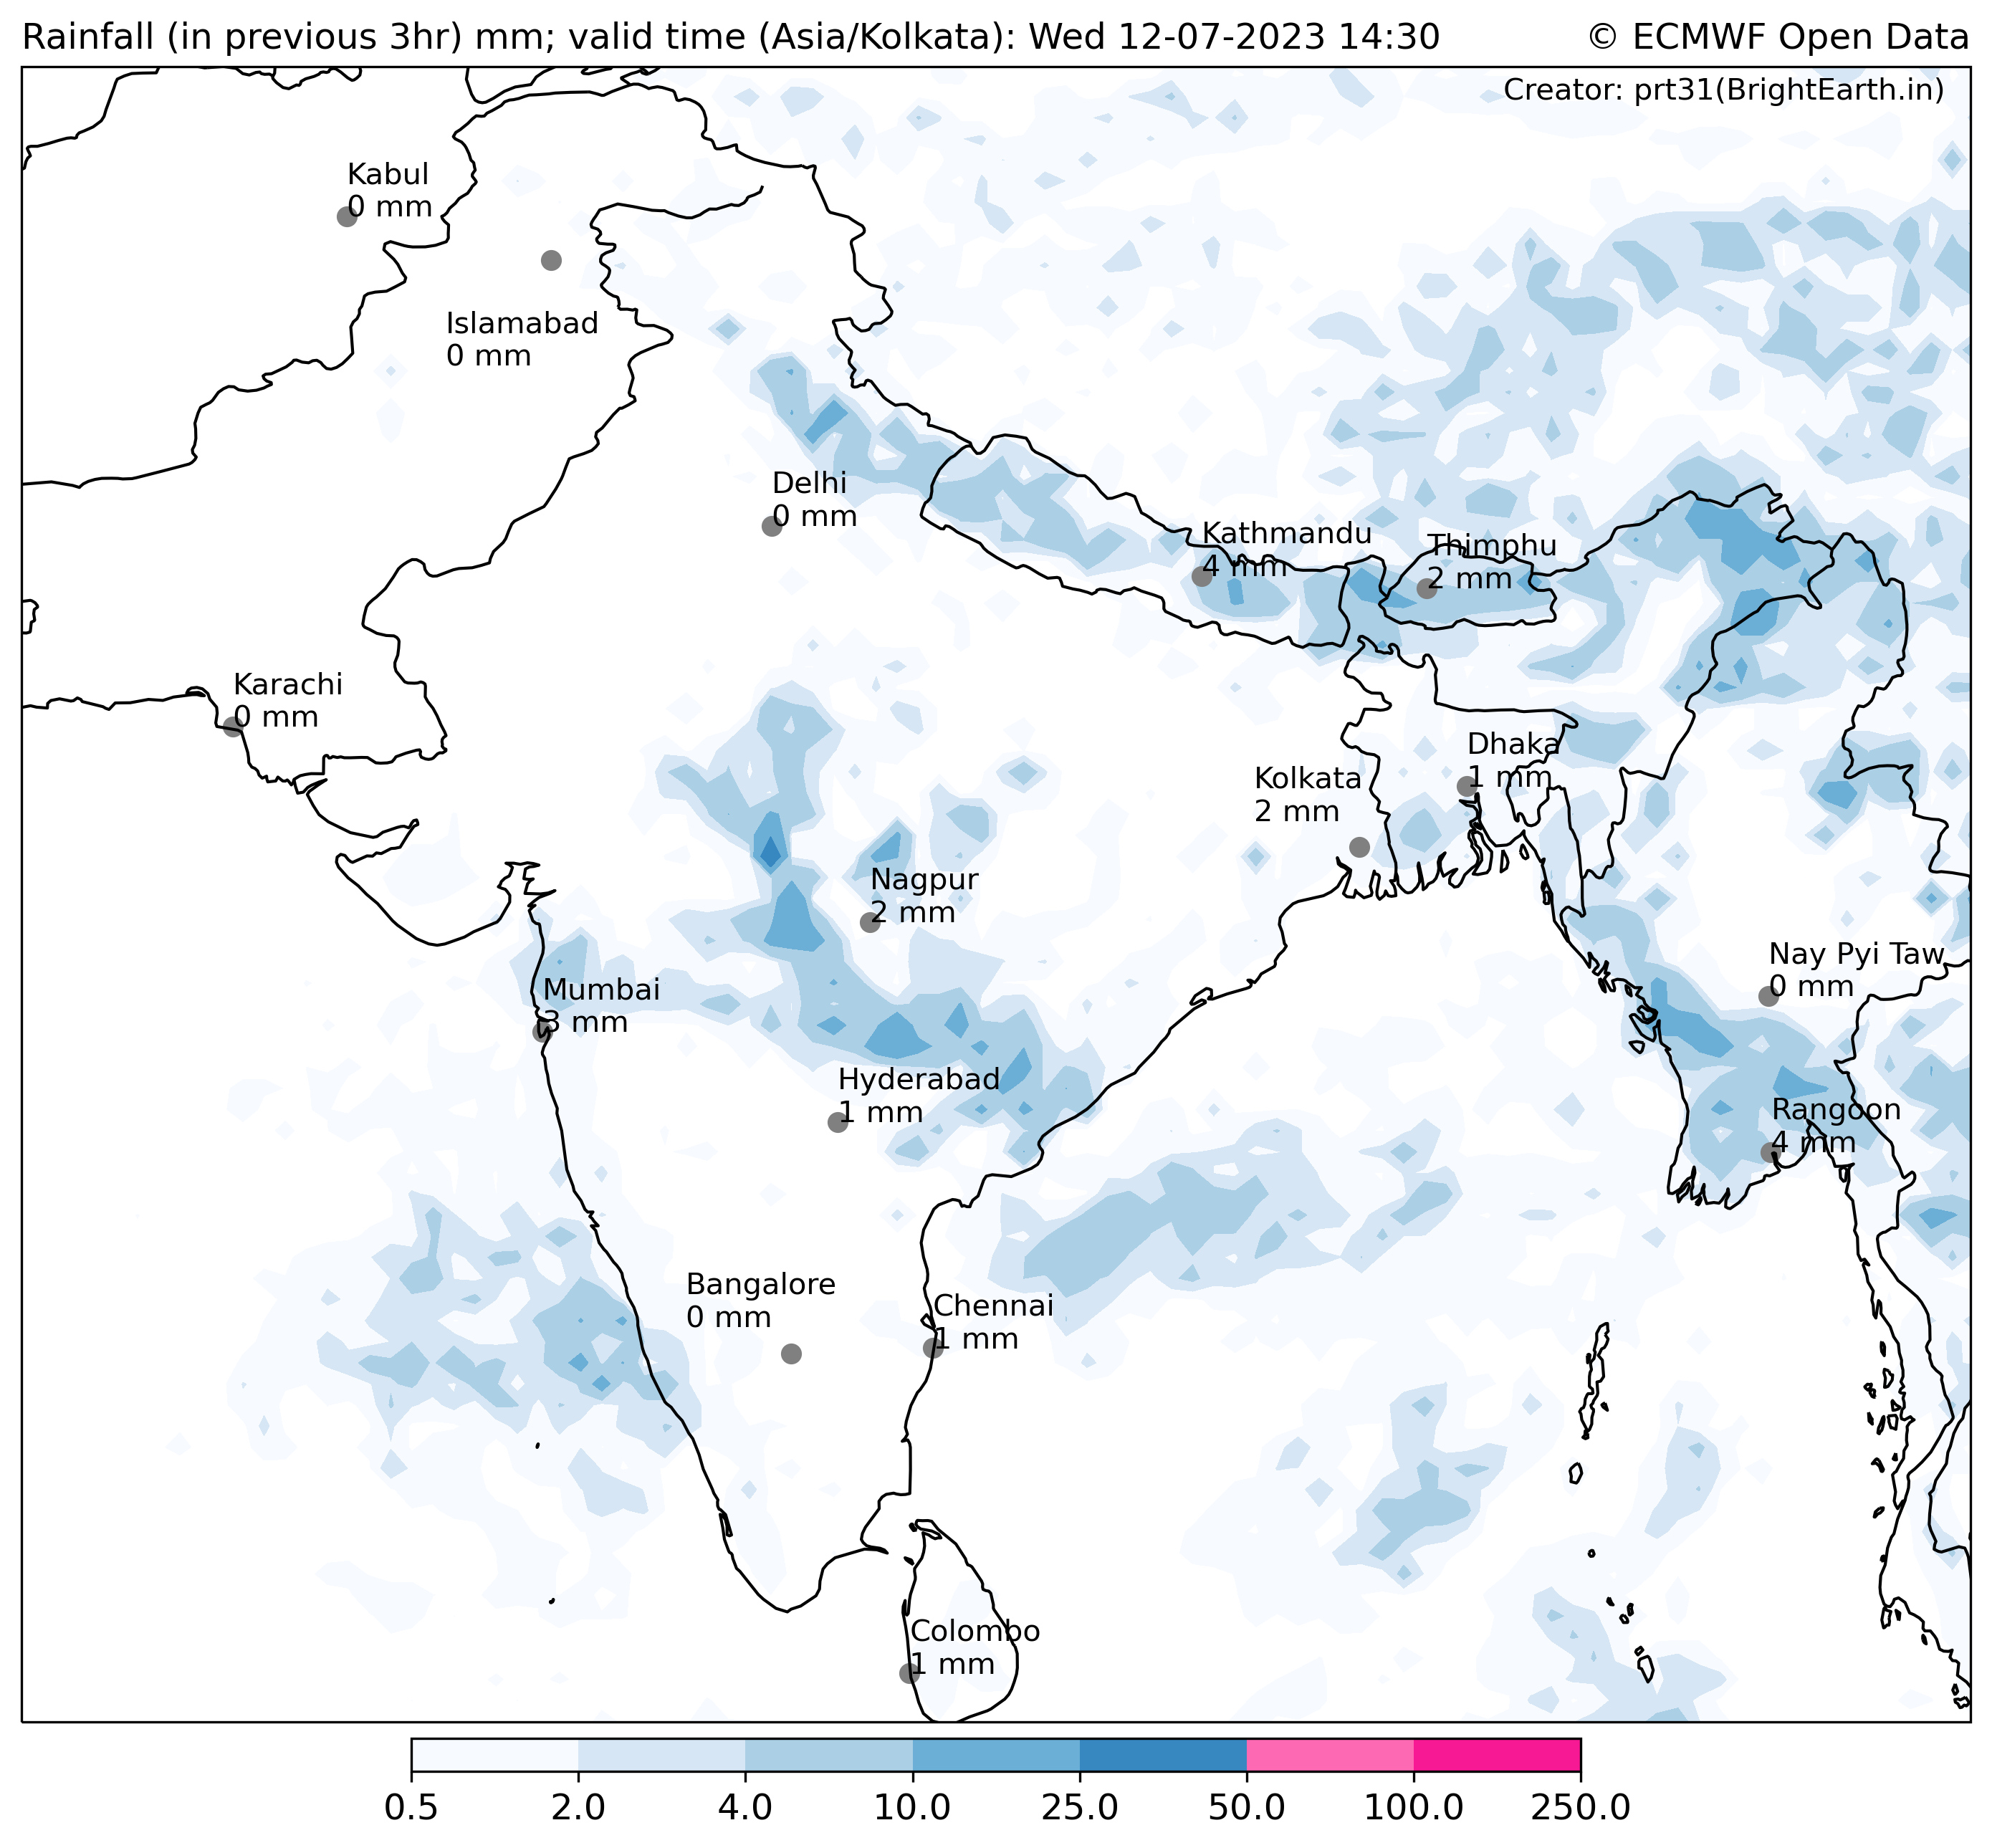 Rainfall (in previous 3hr) mm; valid time (Asia/Kolkata): Wed 12-07-2023 14:30
© ECMWF Open Data
Creator: prt31(BrightEarth.in)
Kabul
0 mm
Islamabad
0 mm
Delhi
0 mm
Kathmandu
4 mm
Thimphu
2 mm
Karachi
0 mm
Dhaka
1 mm
Kolkata
2 mm
Nagpur
2 mm
Nay Pyi Taw
0 mm
Mumbai
3 mm
Hyderabad
1 mm
Rangoon
4 mm
Bangalore
0 mm
Chennai
1 mm
Colombo
1 mm
0.5 2.0 4.0 10.0 25.0 50.0 100.0 250.0